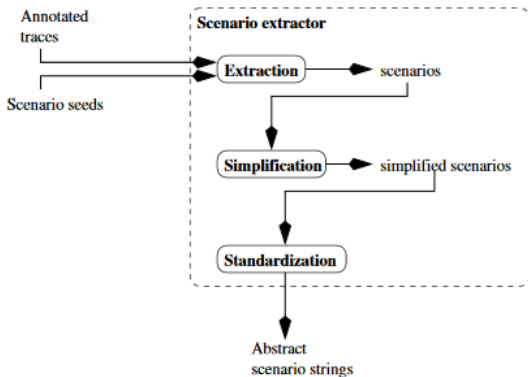 Annotated
traces
Scenario extractor
Extraction
scenarios
Scenario seeds
Simplification
simplified scenarios
Standardization
Abstract
scenario strings